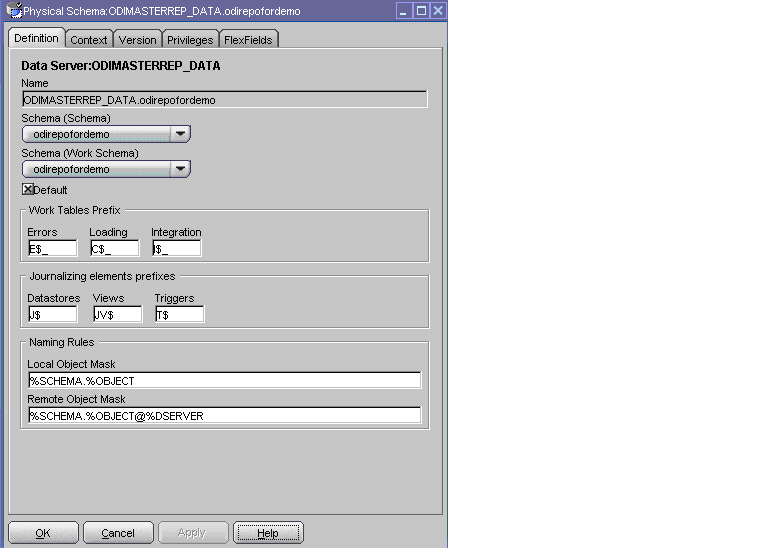 Physical Schema:ODIMASTERREP_DATA.odirepofordemo
Definition Context Version Privileges FlexFields
Data Server:ODIMASTERREP_DATA
Name
ODIMASTERREP_DATA.odirepofordemo
Schema (Schema)
odirepofordemo
Schema (Work Schema)
odirepofordemo
Default
Work Tables Prefix
Errors Loading Integration
E$_ C$_ I$_
Journalizing elements prefixes
Datastores Views Triggers
J$ JV$ T$
Naming Rules
Local Object Mask
%SCHEMA.%OBJECT
Remote Object Mask
%SCHEMA.%OBJECT@%DSERVER
OK Cancel Apply Help